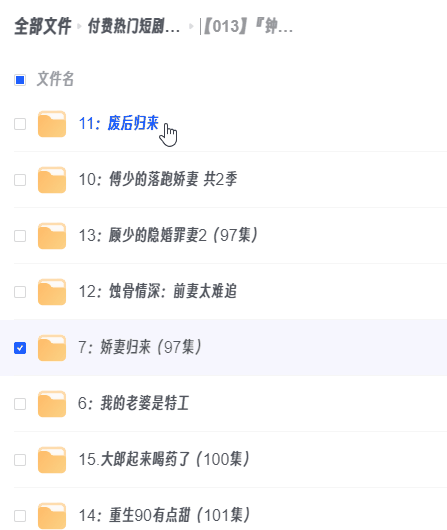 全部文件 付费热门短剧... 【013】『钟...
文件名
11：废后归来
10：傅少的落跑娇妻 共2季
13：顾少的隐婚罪妻2（97集）
12：蚀骨情深：前妻太难追
7：娇妻归来（97集）
6：我的老婆是特工
15.大郎起来喝药了（100集）
14：重生90有点甜（101集）